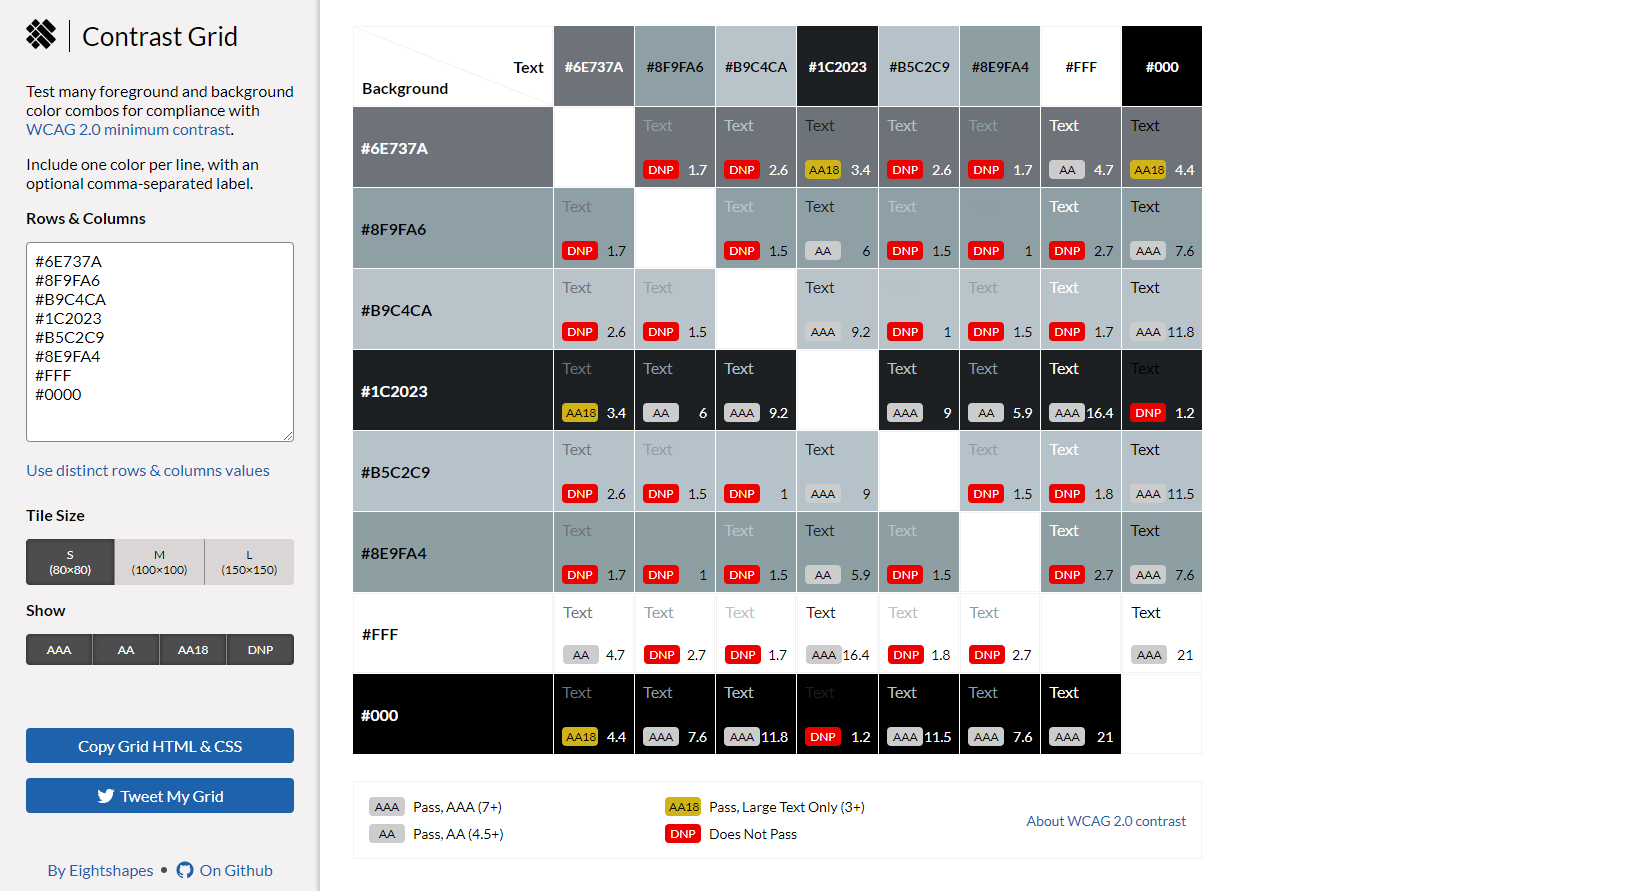 Contrast Grid
Test many foreground and background
color combos for compliance with
WCAG 2.0 minimum contrast.
Include one color per line, with an
optional comma-separated label.
Rows & Columns
#6E737A
#8F9FA6
#B9C4CA
#1C2023
#B5C2C9
#8E9FA4
#FFF
#0000
Use distinct rows & columns values
Tile Size
S M L
(80×80) (100×100) (150×150)
Show
AAA AA AA18 DNP
Copy Grid HTML & CSS
Tweet My Grid
By Eightshapes • On Github
Text #6E737A #8F9FA6 #B9C4CA #1C2023 #B5C2C9 #8E9FA4 #FFF #000
Background
Text Text Text Text Text Text Text
#6E737A
DNP 1.7 DNP 2.6 AA18 3.4 DNP 2.6 DNP 1.7 AA 4.7 AA18 4.4
Text Text Text Text Text Text
#8F9FA6
DNP 1.7 DNP 1.5 AA 6 DNP 1.5 DNP 1 DNP 2.7 AAA 7.6
Text Text Text Text Text Text
#B9C4CA
DNP 2.6 DNP 1.5 AAA 9.2 DNP 1 DNP 1.5 DNP 1.7 AAA 11.8
Text Text Text Text Text Text Text
#1C2023
AA18 3.4 AA 6 AAA 9.2 AAA 9 AA 5.9 AAA 16.4 DNP 1.2
Text Text Text Text Text Text
#B5C2C9
DNP 2.6 DNP 1.5 DNP 1 AAA 9 DNP 1.5 DNP 1.8 AAA 11.5
Text Text Text Text Text Text
#8E9FA4
DNP 1.7 DNP 1 DNP 1.5 AA 5.9 DNP 1.5 DNP 2.7 AAA 7.6
Text Text Text Text Text Text Text
#FFF
AA 4.7 DNP 2.7 DNP 1.7 AAA 16.4 DNP 1.8 DNP 2.7 AAA 21
Text Text Text Text Text Text Text
#000
AA18 4.4 AAA 7.6 AAA 11.8 DNP 1.2 AAA 11.5 AAA 7.6 AAA 21
AAA Pass, AAA (7+) AA18 Pass, Large Text Only (3+)
About WCAG 2.0 contrast
AA Pass, AA (4.5+) DNP Does Not Pass